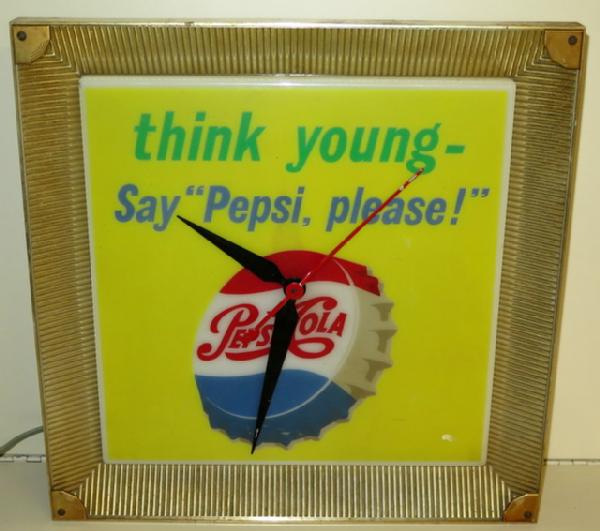 think young-
Say "Pepsi, please!"
PEPSI-COLA